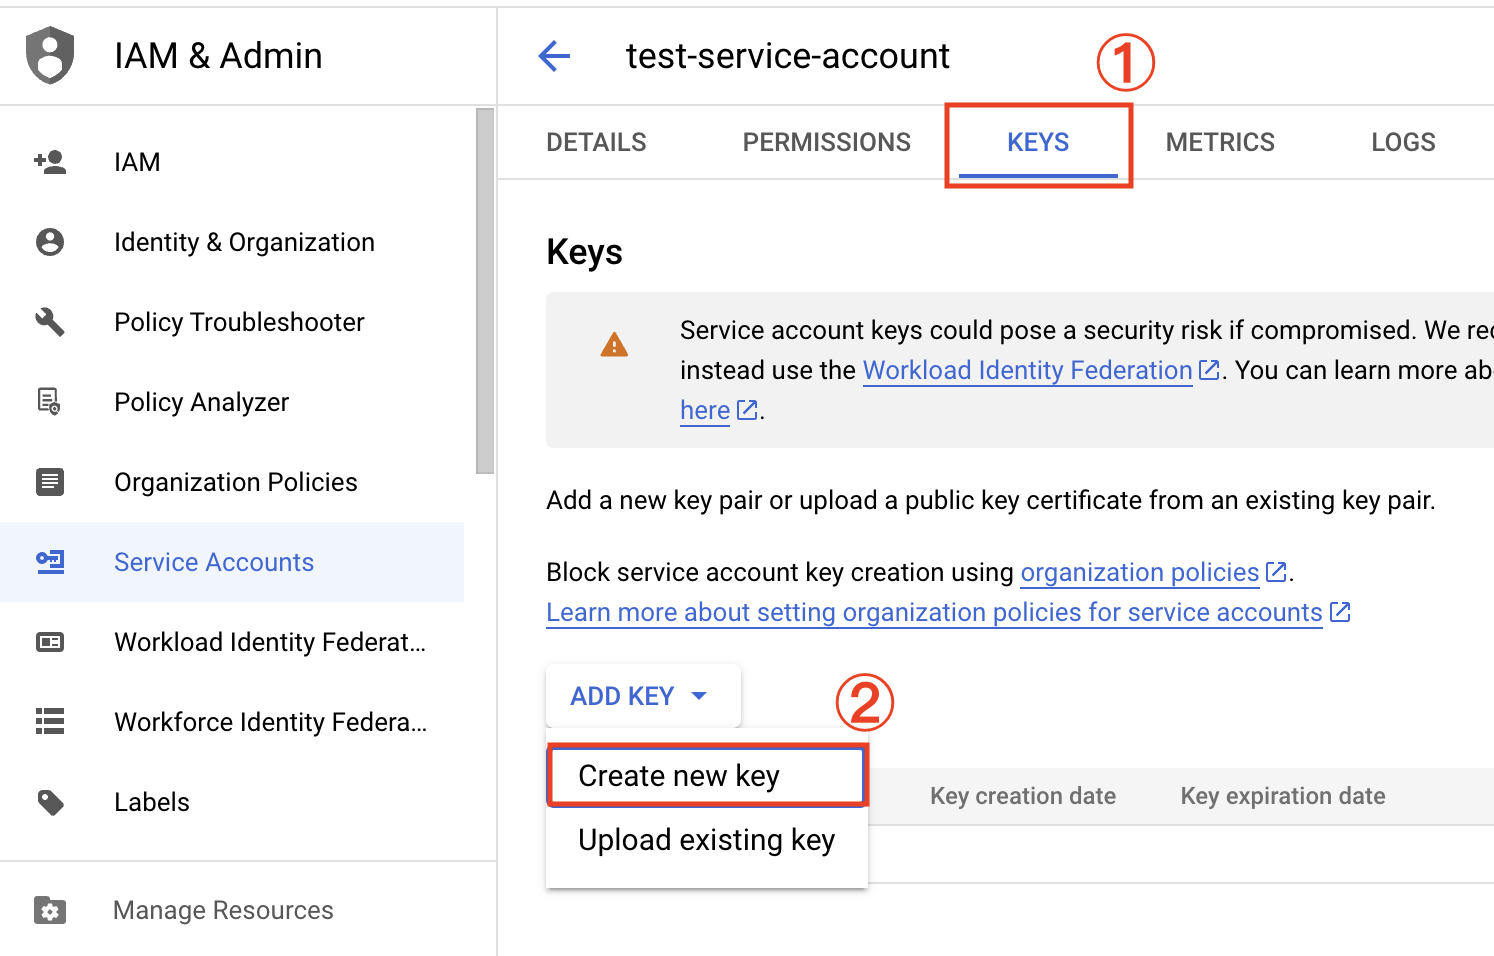 IAM & Admin
test-service-account
①
DETAILS
PERMISSIONS
KEYS
METRICS
LOGS
IAM
Identity & Organization
Policy Troubleshooter
Policy Analyzer
Organization Policies
Service Accounts
Workload Identity Federat...
Workforce Identity Federa...
Labels
Manage Resources
Keys
Service account keys could pose a security risk if compromised. We
instead use the Workload Identity Federation. You can learn more
here.
Add a new key pair or upload a public key certificate from an existing key pair.
Block service account key creation using organization policies.
Learn more about setting organization policies for service accounts
ADD KEY
②
Create new key
Upload existing key
Key creation date
Key expiration date